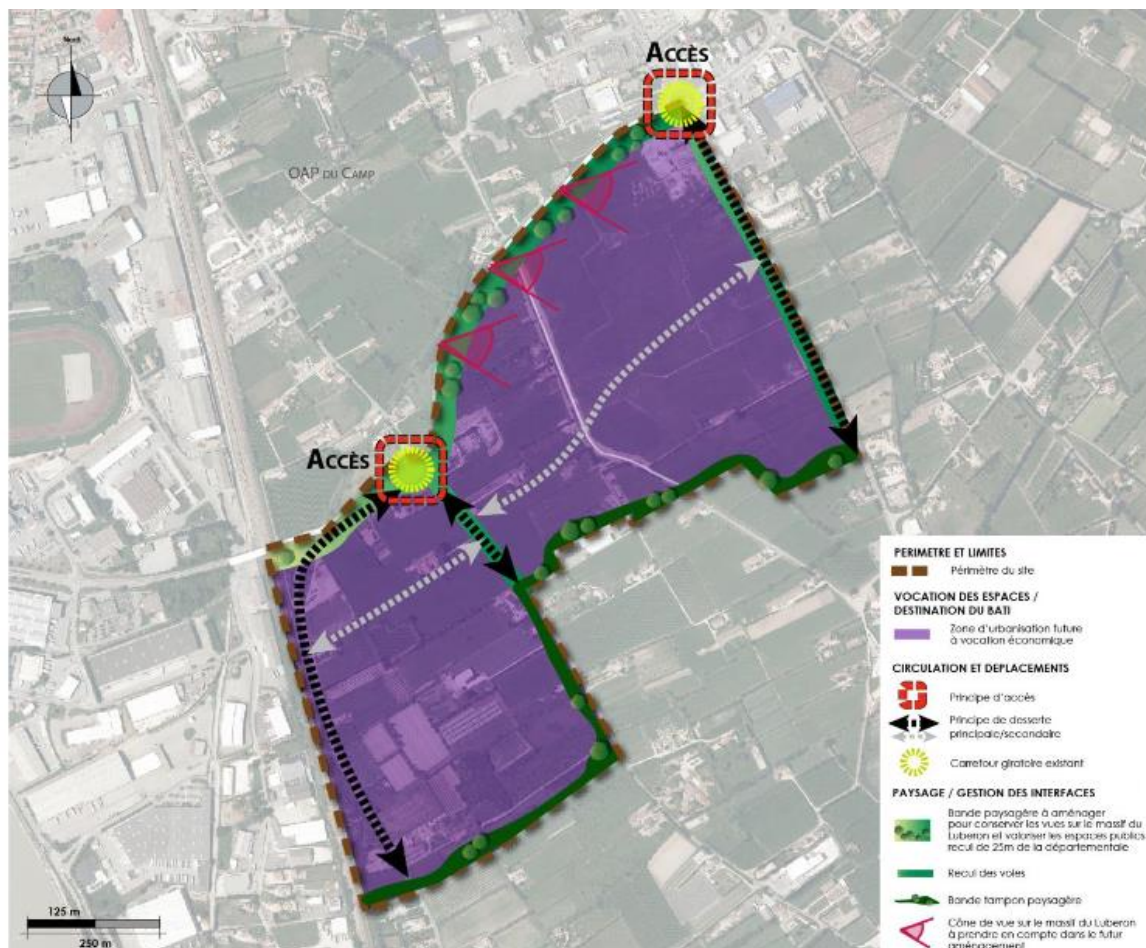 Nord
ACCÈS
OAP DU CAMP
ACCÈS
PERIMETRE ET LIMITES
Périmètre du site
VOCATION DES ESPACES /
DESTINATION DU BATI
Zone d'urbanisation future
à vocation économique
CIRCULATION ET DEPLACEMENTS
Principe d'accès
Principe de desserte
principale/secondaire
Carrefour giratoire existant
PAYSAGE / GESTION DES INTERFACES
Bande paysagère à aménager
pour conserver les vues sur le massif du
Luberon et valoriser les espaces publics
recul de 25m de la départementale
Recul des voies
Bande tampon paysagère
Cône de vue sur le massif du Luberon
à prendre en compte dans le futur
aménagement
125 m
250 m